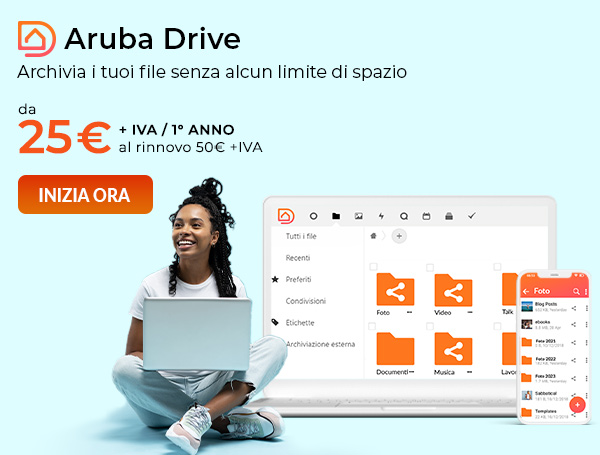 Aruba Drive
Archivia i tuoi file senza alcun limite di spazio
da
25€ + IVA / 1° ANNO
al rinnovo 50€ +IVA
INIZIA ORA
Tutti i file
Recenti
Preferiti
Condivisioni
Etichette
Archiviazione esterna
Foto
Video
Talk
Documenti
Musica
Lavo
Foto
Blog Posts
ebooks
Foto 2021
Foto 2022
Foto 2023
Sabbatical
Templates